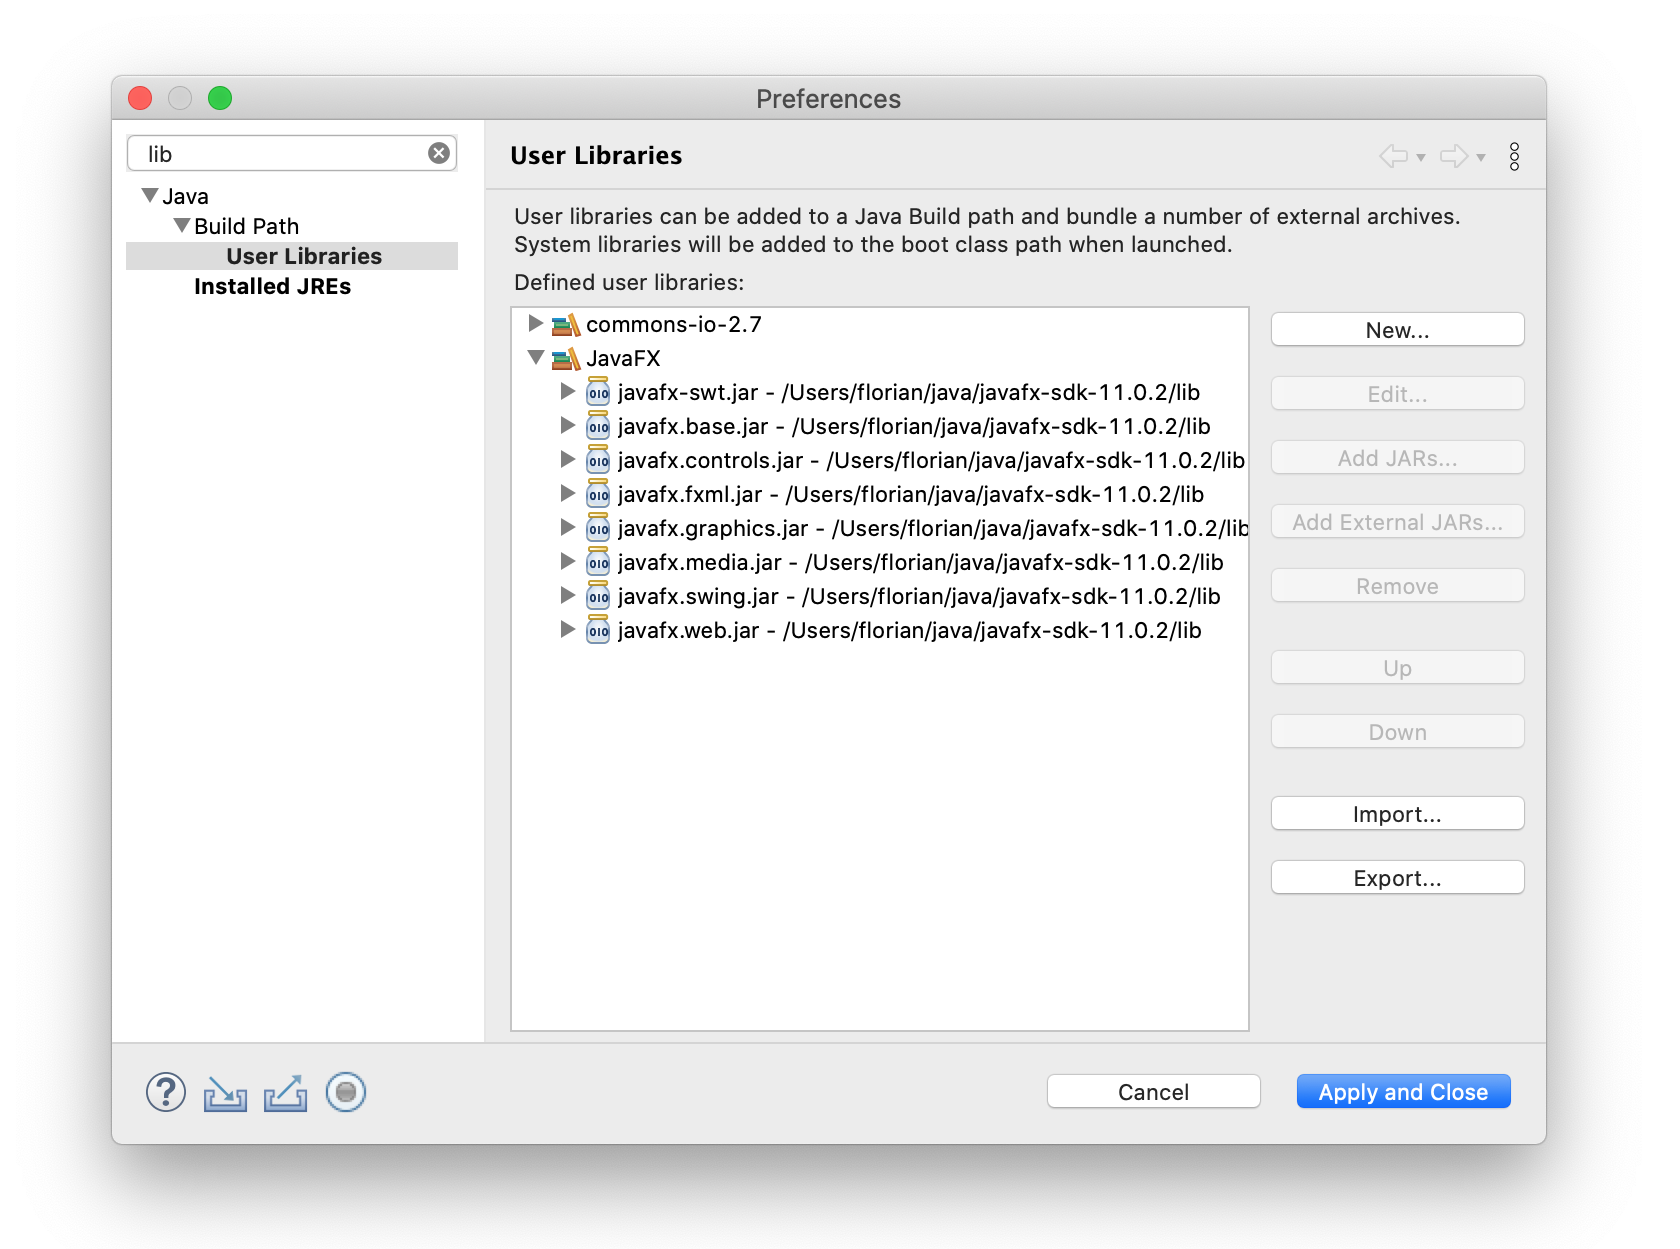 Preferences
lib
Java
Build Path
User Libraries
Installed JREs
User Libraries
User libraries can be added to a Java Build path and bundle a number of external archives.
System libraries will be added to the boot class path when launched.
Defined user libraries:
commons-io-2.7
JavaFX
javafx-swt.jar - /Users/florian/java/javafx-sdk-11.0.2/lib
javafx.base.jar - /Users/florian/java/javafx-sdk-11.0.2/lib
javafx.controls.jar - /Users/florian/java/javafx-sdk-11.0.2/lib
javafx.fxml.jar - /Users/florian/java/javafx-sdk-11.0.2/lib
javafx.graphics.jar - /Users/florian/java/javafx-sdk-11.0.2/lib
javafx.media.jar - /Users/florian/java/javafx-sdk-11.0.2/lib
javafx.swing.jar - /Users/florian/java/javafx-sdk-11.0.2/lib
javafx.web.jar - /Users/florian/java/javafx-sdk-11.0.2/lib
New...
Edit...
Add JARs...
Add External JARs...
Remove
Up
Down
Import...
Export...
?
Cancel
Apply and Close